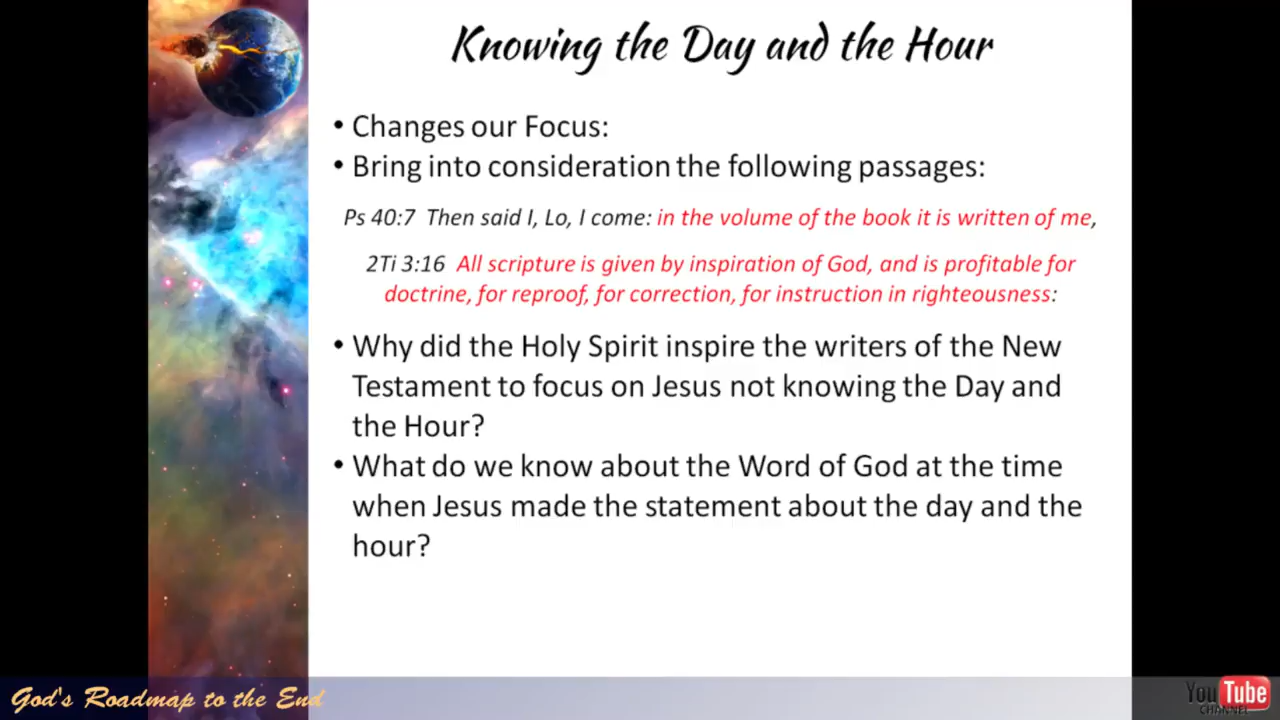 Knowing the Day and the Hour
• Changes our Focus:
• Bring into consideration the following passages:
Ps 40:7 Then said I, Lo, I come: in the volume of the book it is written of me,
2Ti 3:16 All scripture is given by inspiration of God, and is profitable for
doctrine, for reproof, for correction, for instruction in righteousness:
• Why did the Holy Spirit inspire the writers of the New
Testament to focus on Jesus not knowing the Day and
the Hour?
• What do we know about the Word of God at the time
when Jesus made the statement about the day and the
hour?
God's Roadmap to the End
YouTube
CHANNEL